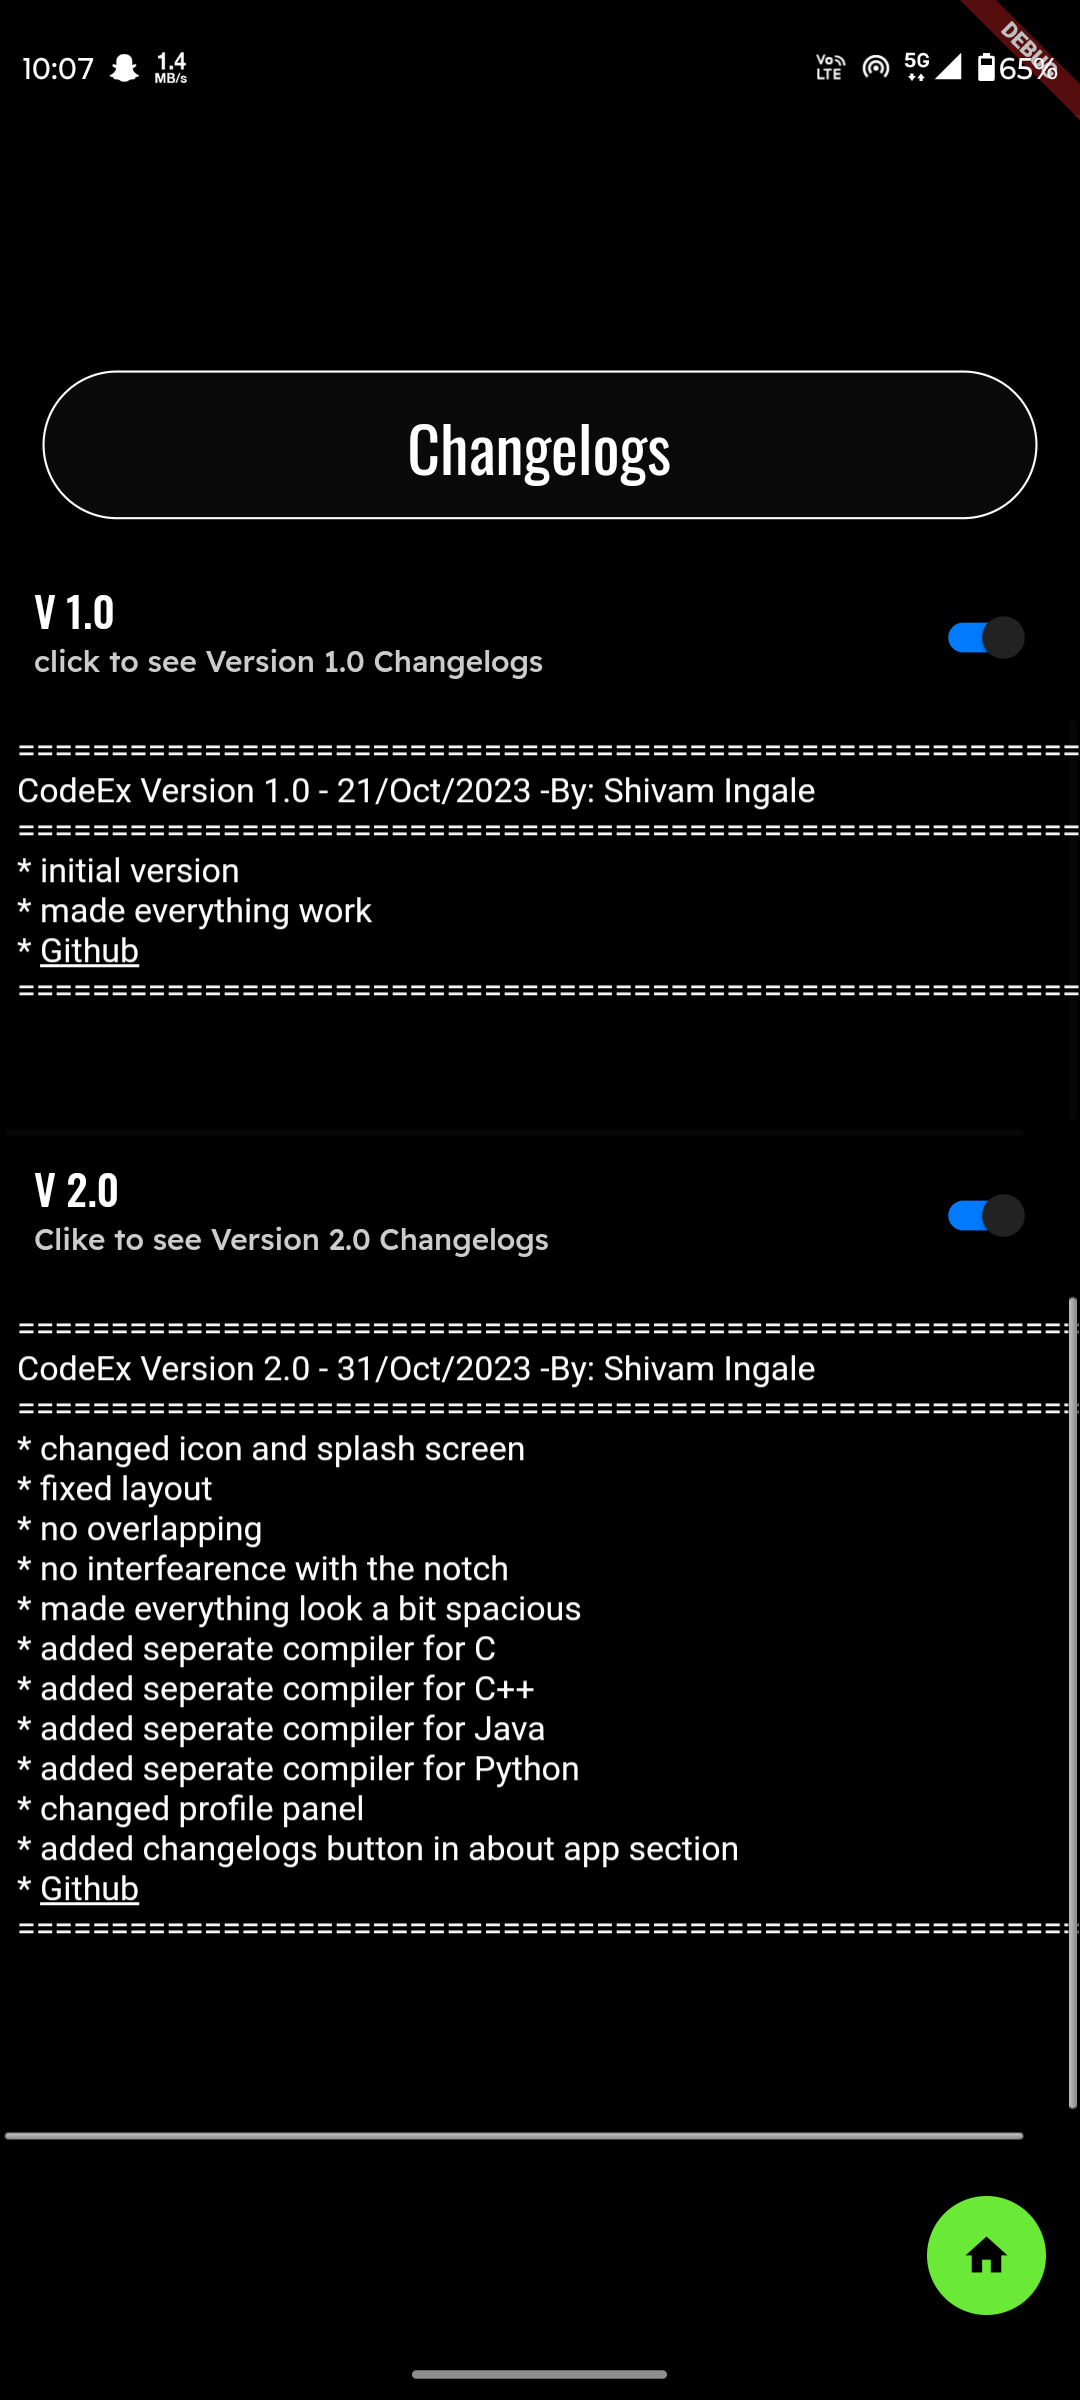 10:07 1.4 MB/s Vo LTE 5G 65%
DEBUG
Changelogs
V 1.0
click to see Version 1.0 Changelogs
=========================================================
CodeEx Version 1.0 - 21/Oct/2023 -By: Shivam Ingale
=========================================================
* initial version
* made everything work
* Github
=========================================================
V 2.0
Clike to see Version 2.0 Changelogs
=========================================================
CodeEx Version 2.0 - 31/Oct/2023 -By: Shivam Ingale
=========================================================
* changed icon and splash screen
* fixed layout
* no overlapping
* no interfearence with the notch
* made everything look a bit spacious
* added seperate compiler for C
* added seperate compiler for C++
* added seperate compiler for Java
* added seperate compiler for Python
* changed profile panel
* added changelogs button in about app section
* Github
=========================================================